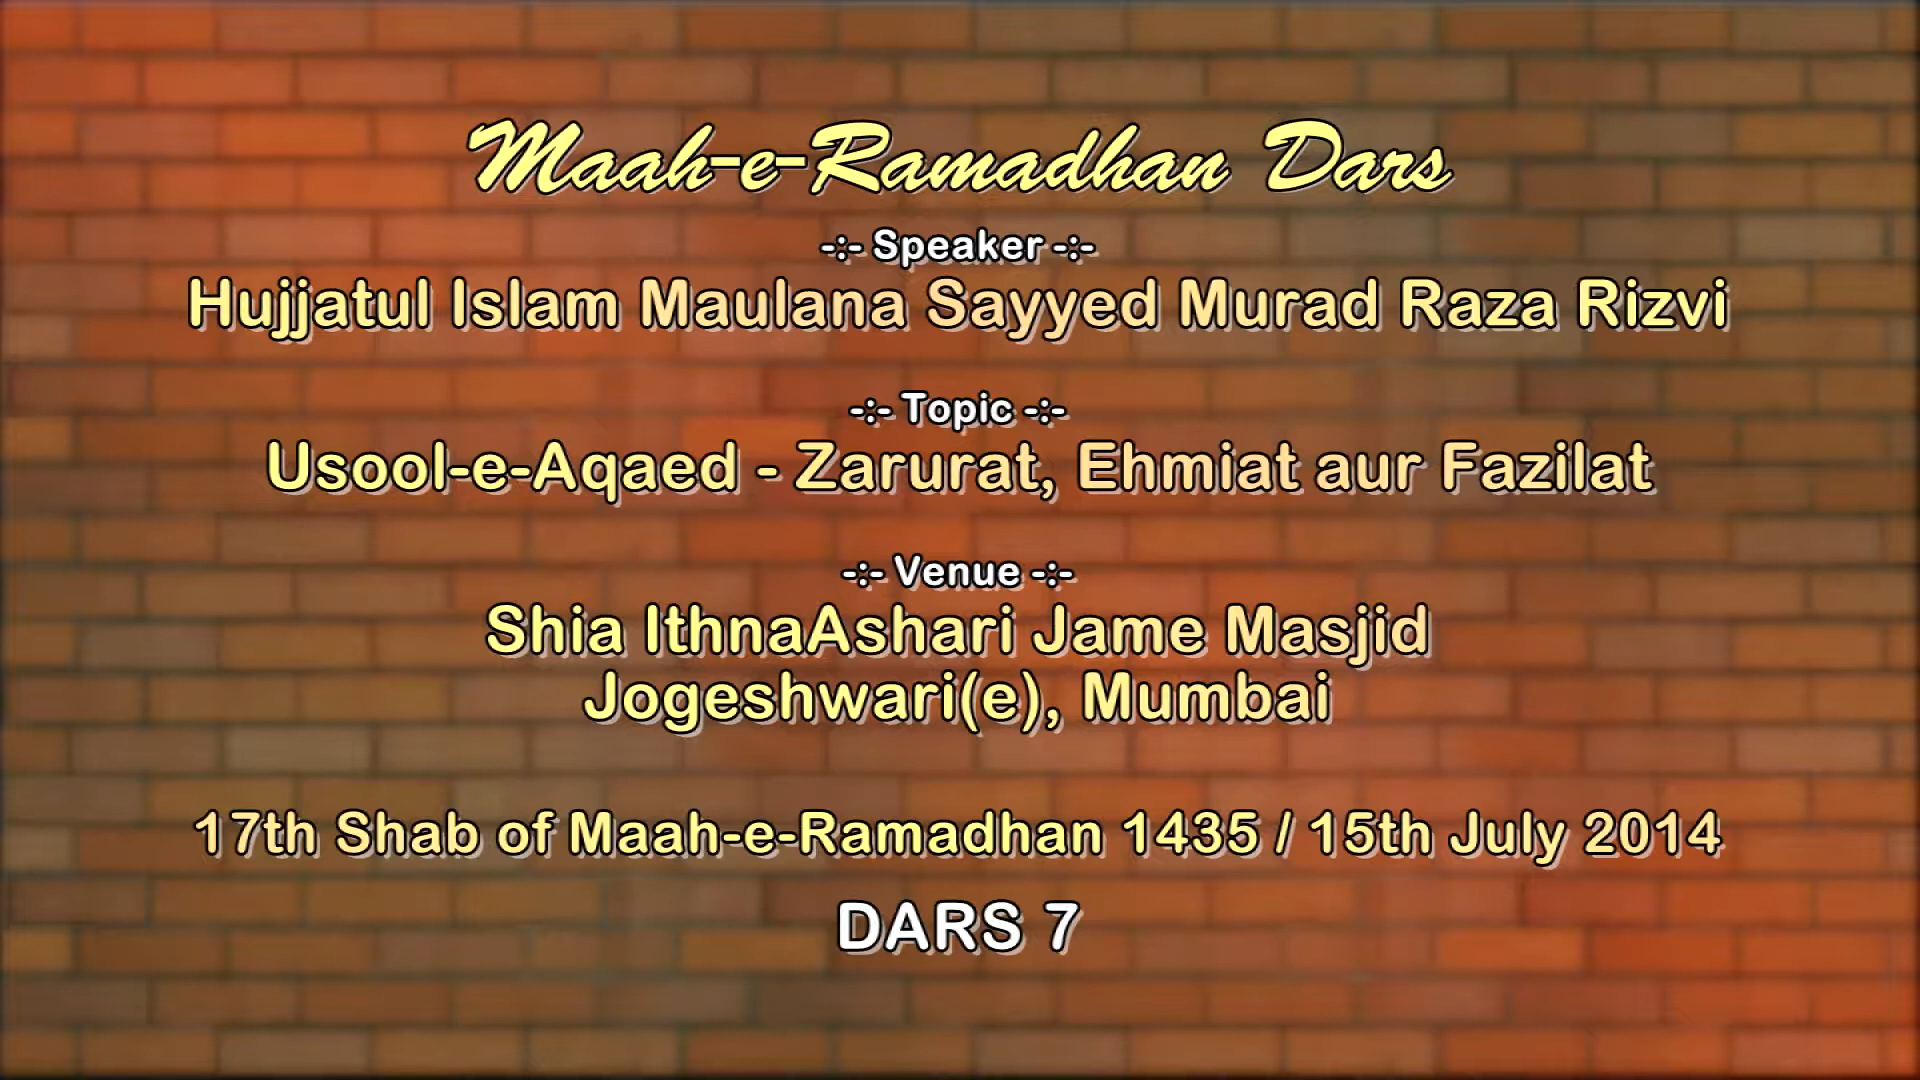 Maah-e-Ramadhan Dars
-:- Speaker -:-
Hujjatul Islam Maulana Sayyed Murad Raza Rizvi
-:- Topic -:-
Usool-e-Aqaed - Zarurat, Ehmiat aur Fazilat
-:- Venue -:-
Shia IthnaAshari Jame Masjid
Jogeshwari(e), Mumbai
17th Shab of Maah-e-Ramadhan 1435 / 15th July 2014
DARS 7